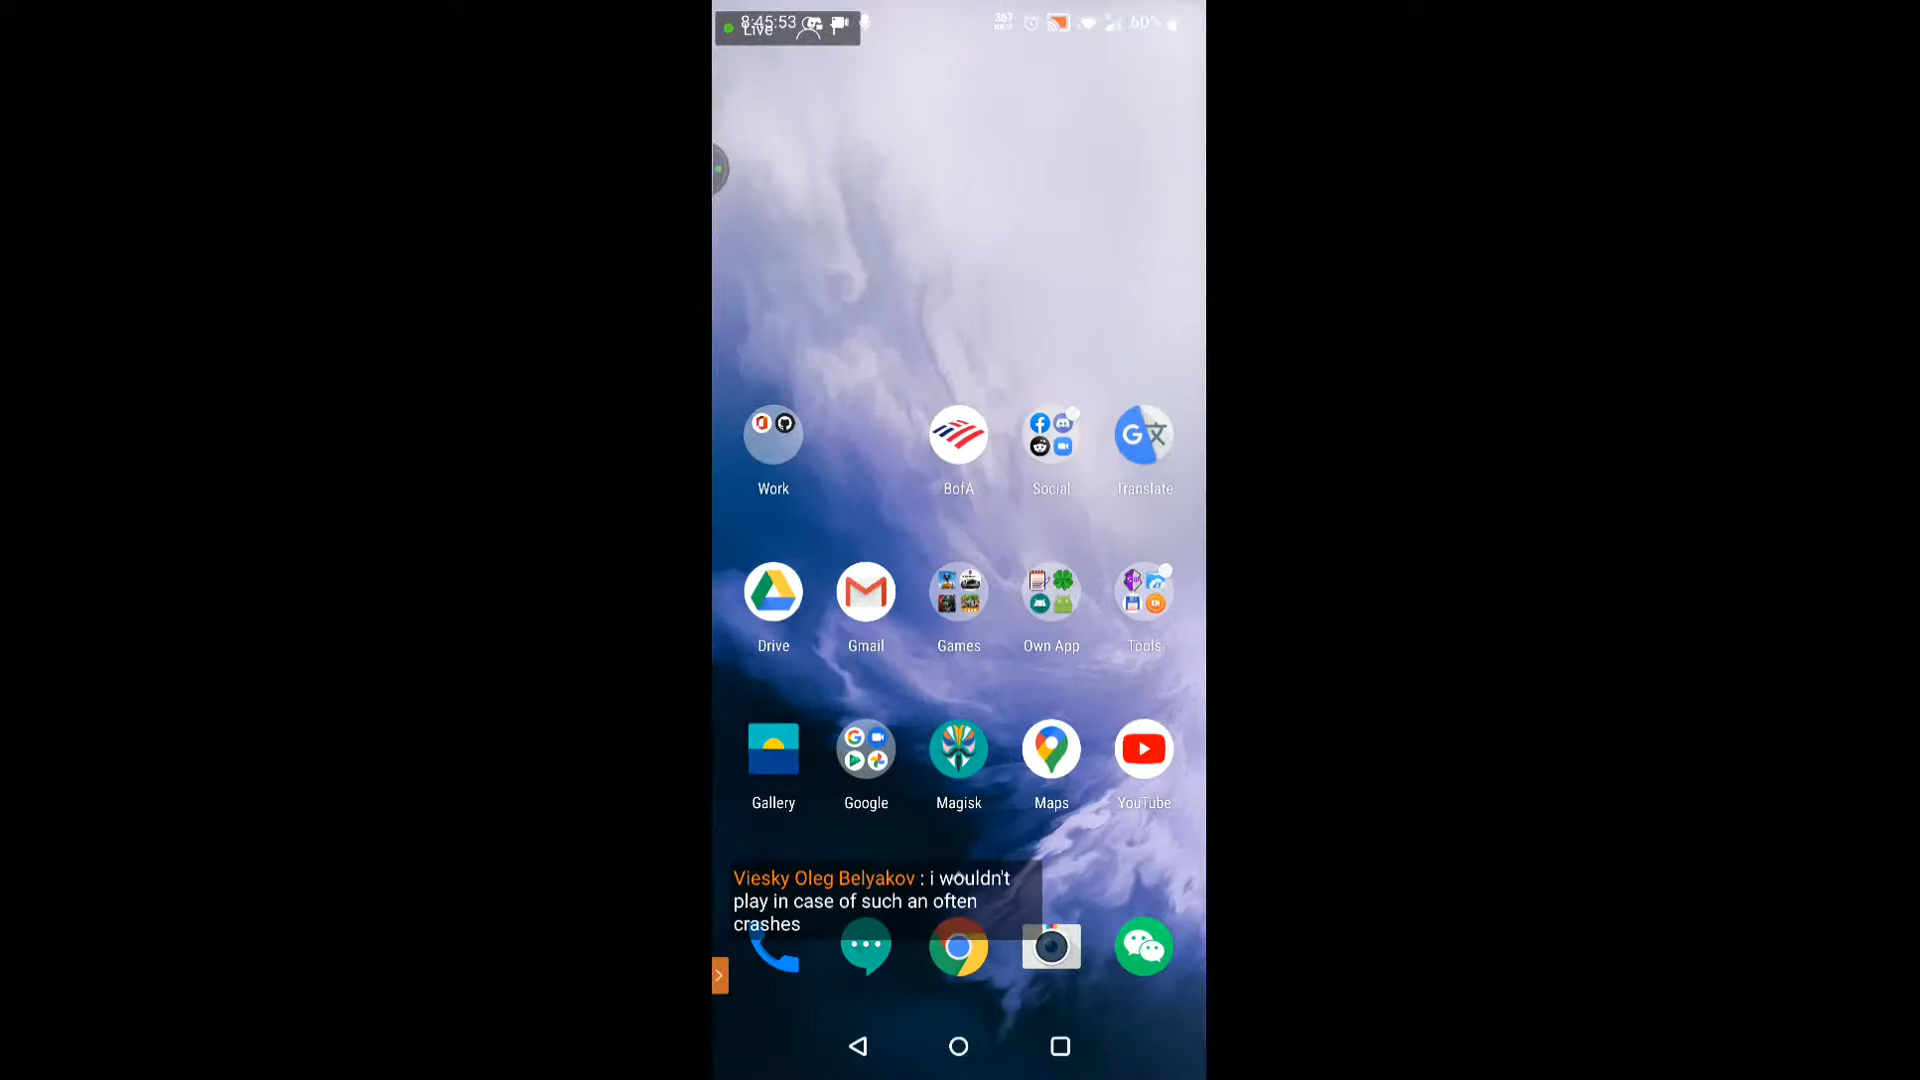 8:45:53
Live
367
60%
Work
BofA
Social
Translate
Drive
Gmail
Games
Own App
Tools
Gallery
Google
Magisk
Maps
YouTube
Viesky Oleg Belyakov : i wouldn't
play in case of such an often
crashes